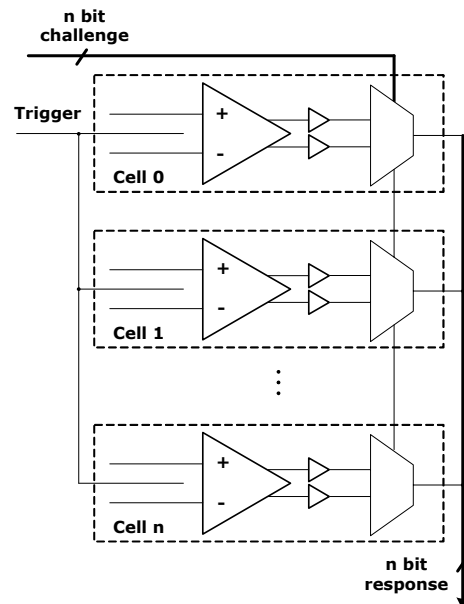 n bit
challenge
Trigger
+
-
Cell 0
+
-
Cell 1
⋮
+
-
Cell n
n bit
response